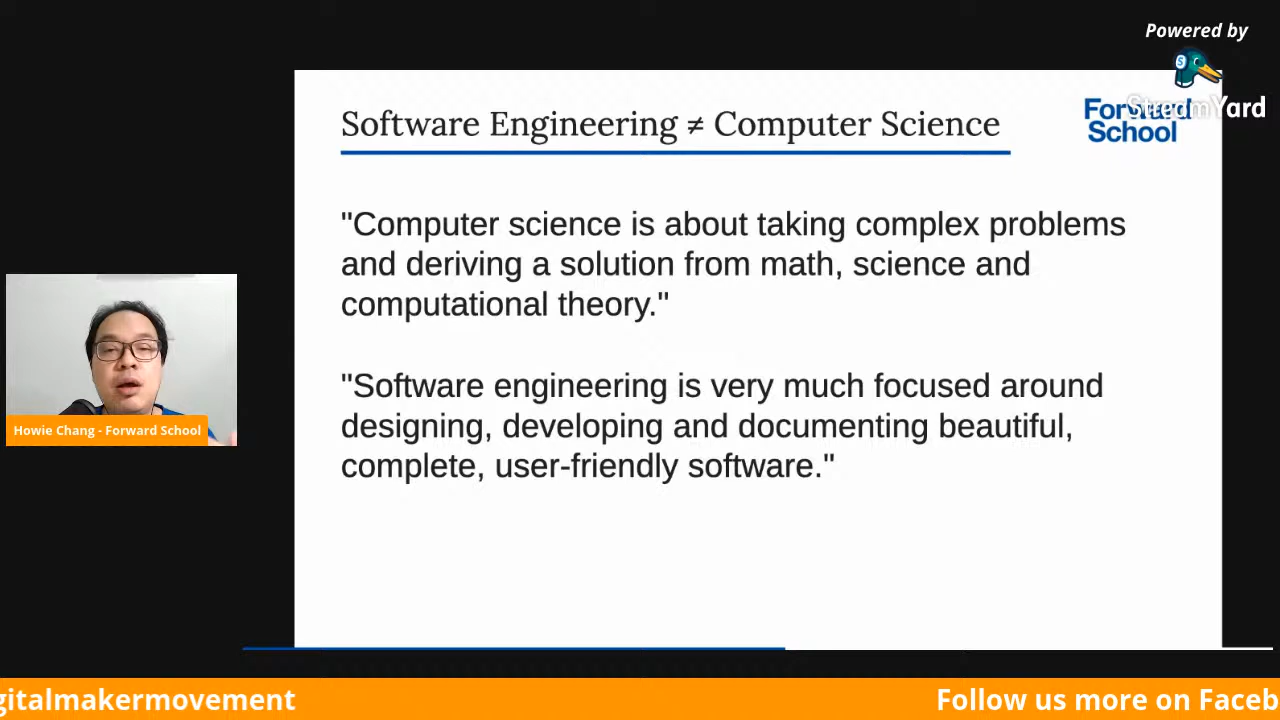 Powered by
StreamYard
Software Engineering ≠ Computer Science
Forward
School
"Computer science is about taking complex problems
and deriving a solution from math, science and
computational theory."
"Software engineering is very much focused around
designing, developing and documenting beautiful,
complete, user-friendly software."
Howie Chang - Forward School
gitalmakermovement
Follow us more on Faceb